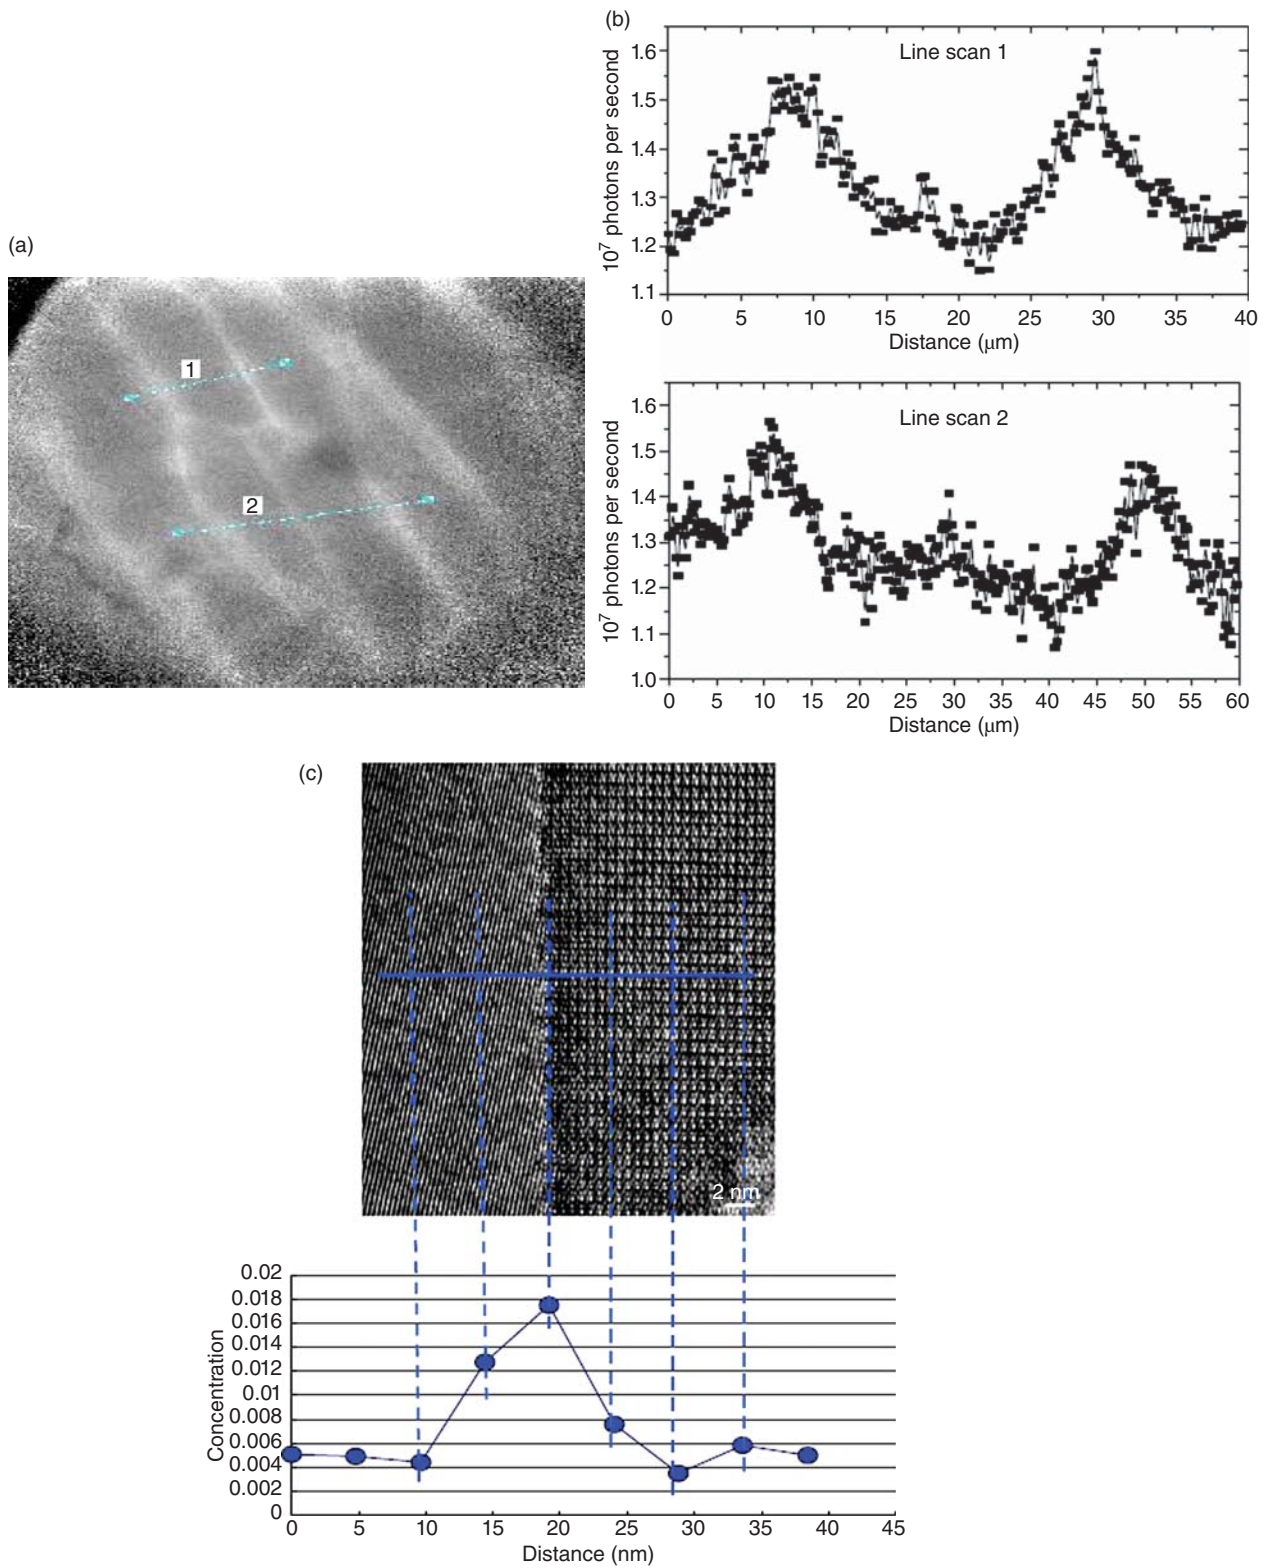 (a)
1
2
(b)
Line scan 1
10⁷ photons per second
1.6
1.5
1.4
1.3
1.2
1.1
0 5 10 15 20 25 30 35 40
Distance (μm)
Line scan 2
10⁷ photons per second
1.6
1.5
1.4
1.3
1.2
1.1
1.0
0 5 10 15 20 25 30 35 40 45 50 55 60
Distance (μm)
(c)
2 nm
Concentration
0.02
0.018
0.016
0.014
0.012
0.01
0.008
0.006
0.004
0.002
0
0 5 10 15 20 25 30 35 40 45
Distance (nm)